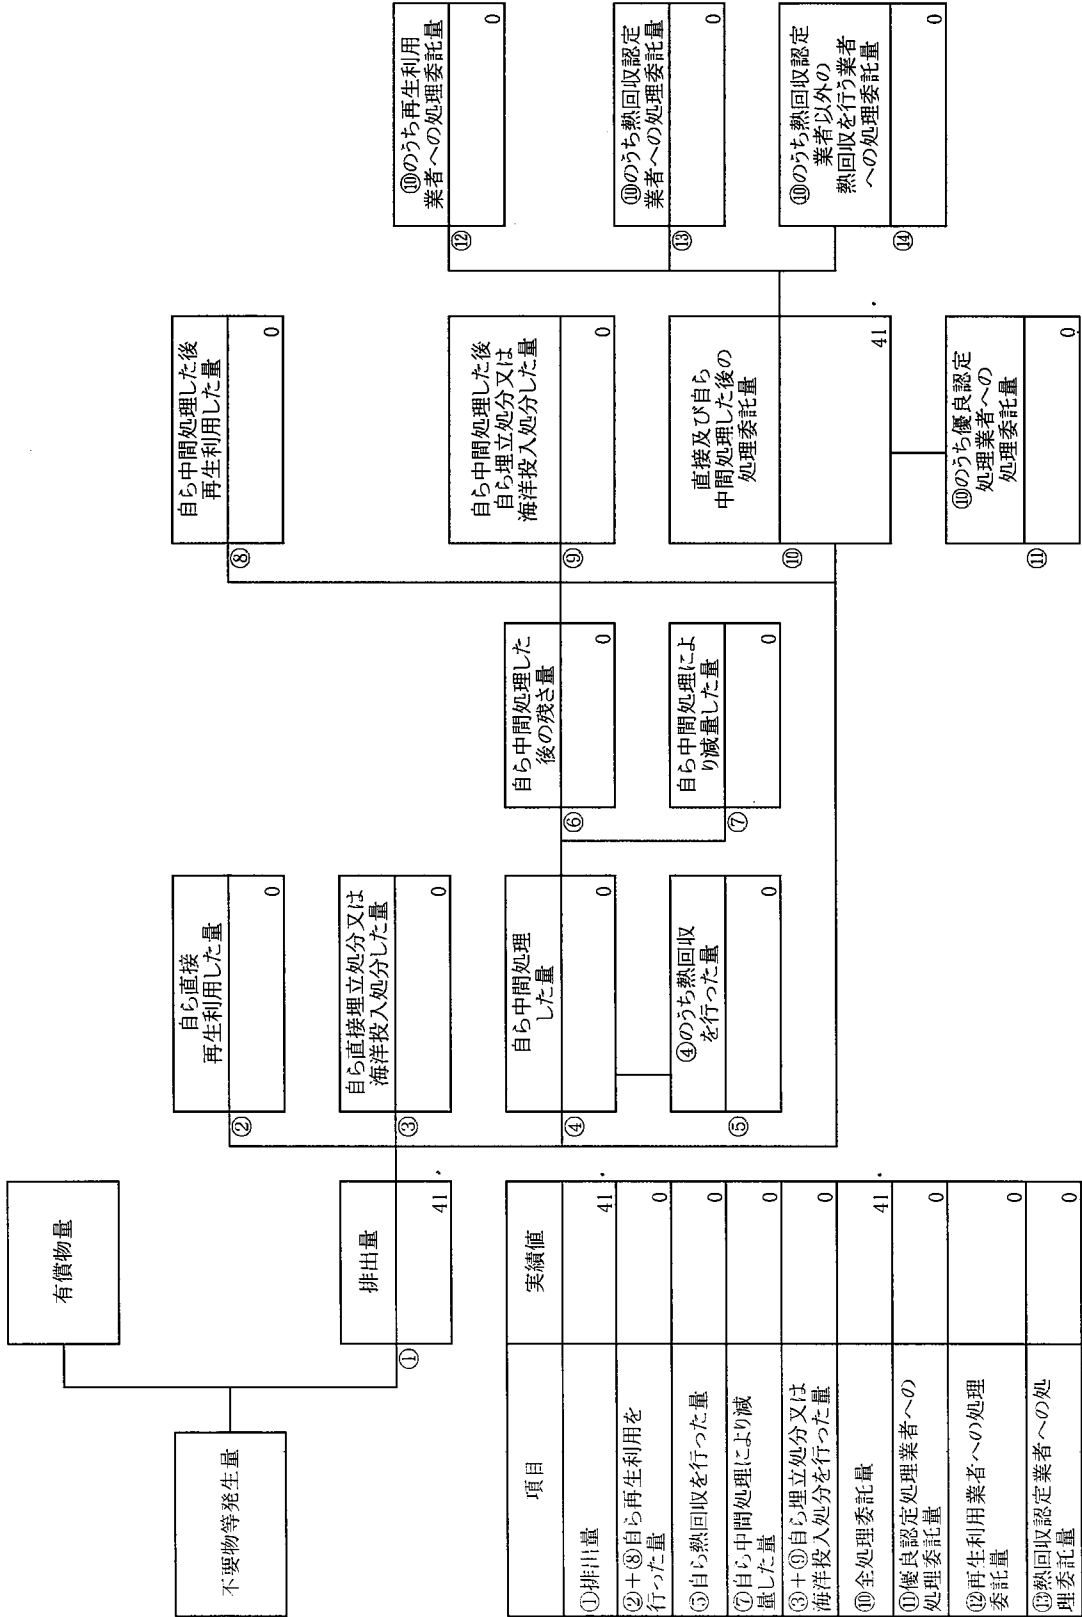 不要物等発生量
有償物量
排出量
①
41
自ら直接
再生利用した量
②
0
自ら直接埋立処分又は
海洋投入処分した量
③
0
自ら中間処理
した量
④
0
④のうち熱回収
を行った量
⑤
0
自ら中間処理した
後の残さ量
⑥
0
自ら中間処理によ
り減量した量
⑦
0
自ら中間処理した後
再生利用した量
⑧
0
自ら中間処理した後
自ら埋立処分又は
海洋投入処分した量
⑨
0
直接及び自ら
中間処理した後の
処理委託量
⑩
41
⑩のうち優良認定
処理業者への
処理委託量
⑪
0
⑩のうち再生利用
業者への処理委託量
⑫
0
⑩のうち熱回収認定
業者への処理委託量
⑬
0
⑩のうち熱回収認定
業者以外の
熱回収を行う業者
への処理委託量
⑭
0
項目 実績値
①排出量 41
②+⑧自ら再生利用を
行った量 0
⑤自ら熱回収を行った量 0
⑦自ら中間処理により減
量した量 0
③+⑨自ら埋立処分又は
海洋投入処分を行った量 0
⑩全処理委託量 41
⑪優良認定処理業者への
処理委託量 0
⑫再生利用業者への処理
委託量 0
⑬熱回収認定業者への処
理委託量 0